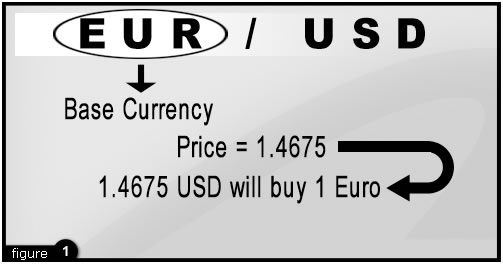 EUR / USD
Base Currency
Price = 1.4675
1.4675 USD will buy 1 Euro
figure 1